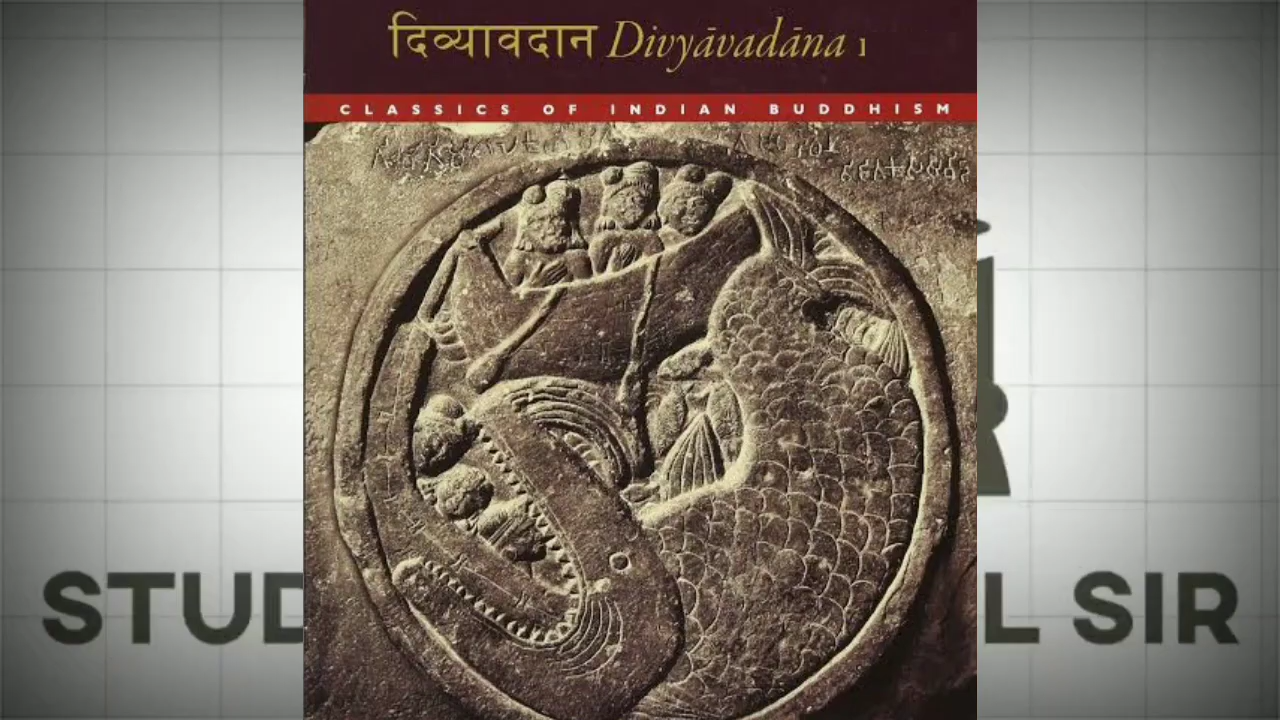 दिव्यावदान Divyāvadāna 1
CLASSICS OF INDIAN BUDDHISM
STUD
L SIR